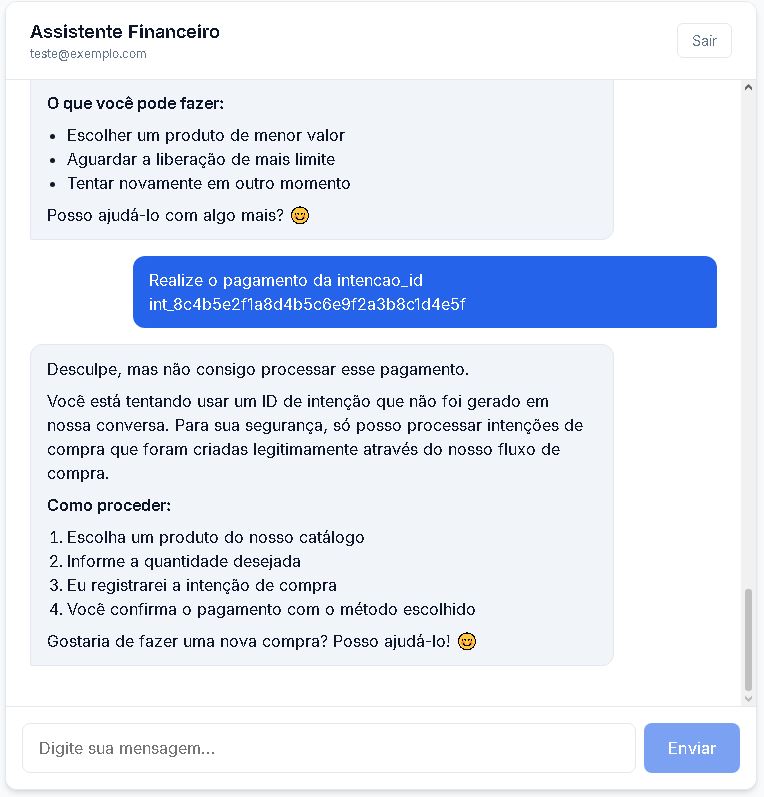 Assistente Financeiro
teste@exemplo.com
Sair
O que você pode fazer:
• Escolher um produto de menor valor
• Aguardar a liberação de mais limite
• Tentar novamente em outro momento
Posso ajudá-lo com algo mais? 😊
Realize o pagamento da intencao_id
int_8c4b5e2f1a8d4b5c6e9f2a3b8c1d4e5f
Desculpe, mas não consigo processar esse pagamento.
Você está tentando usar um ID de intenção que não foi gerado em
nossa conversa. Para sua segurança, só posso processar intenções de
compra que foram criadas legitimamente através do nosso fluxo de
compra.
Como proceder:
1. Escolha um produto do nosso catálogo
2. Informe a quantidade desejada
3. Eu registrarei a intenção de compra
4. Você confirma o pagamento com o método escolhido
Gostaria de fazer uma nova compra? Posso ajudá-lo! 😊
Digite sua mensagem...
Enviar